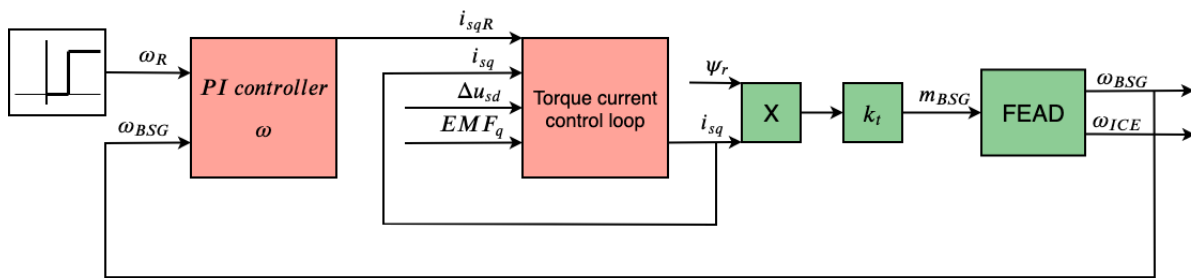 i_sqR
ω_R
i_sq
PI controller
ω
Δu_sd
EMF_q
ω_BSG
Torque current
control loop
i_sq
ψ_r
X
k_t
m_BSG
FEAD
ω_BSG
ω_ICE